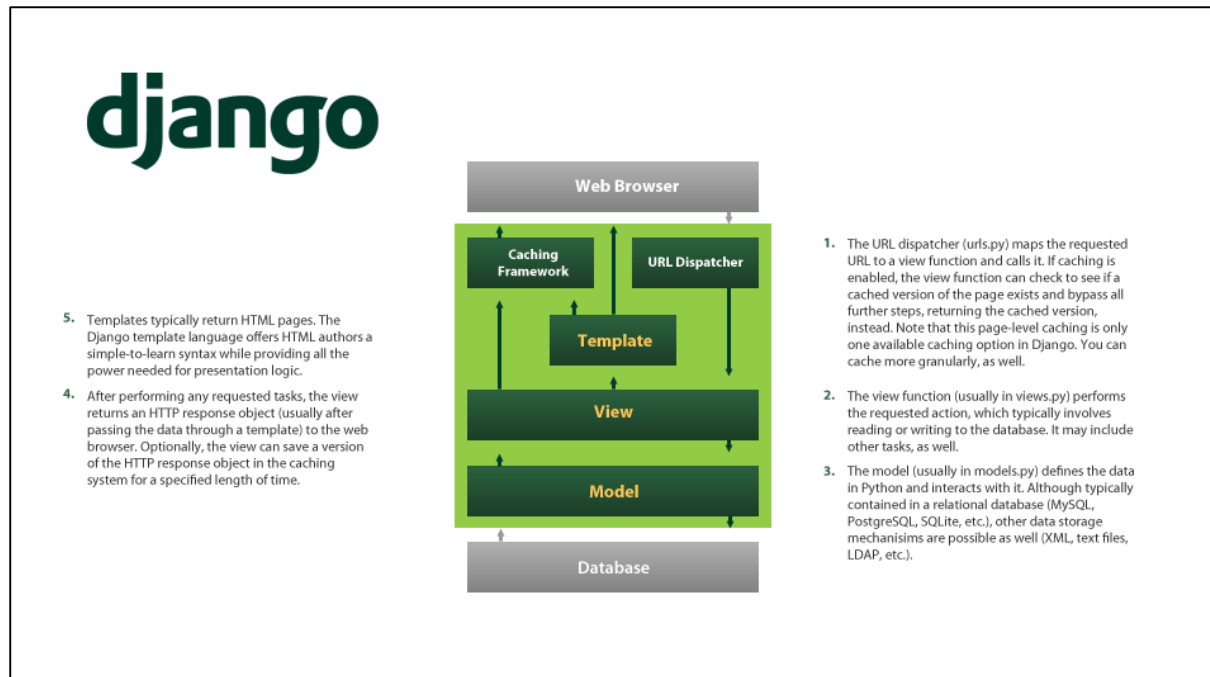 django
Web Browser
Caching
Framework
URL Dispatcher
Template
View
Model
Database
1. The URL dispatcher (urls.py) maps the requested
URL to a view function and calls it. If caching is
enabled, the view function can check to see if a
cached version of the page exists and bypass all
further steps, returning the cached version,
instead. Note that this page-level caching is only
one available caching option in Django. You can
cache more granularly, as well.
2. The view function (usually in views.py) performs
the requested action, which typically involves
reading or writing to the database. It may include
other tasks, as well.
3. The model (usually in models.py) defines the data
in Python and interacts with it. Although typically
contained in a relational database (MySQL,
PostgreSQL, SQLite, etc.), other data storage
mechanisims are possible as well (XML, text files,
LDAP, etc.).
5. Templates typically return HTML pages. The
Django template language offers HTML authors a
simple-to-learn syntax while providing all the
power needed for presentation logic.
4. After performing any requested tasks, the view
returns an HTTP response object (usually after
passing the data through a template) to the web
browser. Optionally, the view can save a version
of the HTTP response object in the caching
system for a specified length of time.